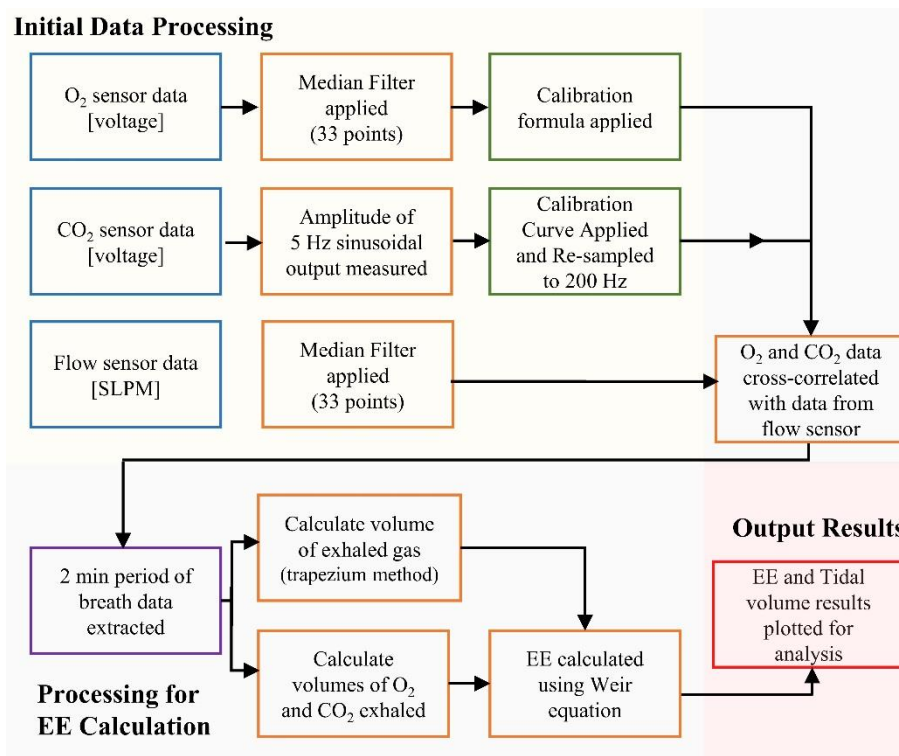 Initial Data Processing
O₂ sensor data
[voltage]
Median Filter
applied
(33 points)
Calibration
formula applied
CO₂ sensor data
[voltage]
Amplitude of
5 Hz sinusoidal
output measured
Calibration
Curve Applied
and Re-sampled
to 200 Hz
Flow sensor data
[SLPM]
Median Filter
applied
(33 points)
O₂ and CO₂ data
cross-correlated
with data from
flow sensor
2 min period of
breath data
extracted
Calculate volume
of exhaled gas
(trapezium method)
Calculate
volumes of O₂
and CO₂ exhaled
EE calculated
using Weir
equation
Output Results
EE and Tidal
volume results
plotted for
analysis
Processing for
EE Calculation